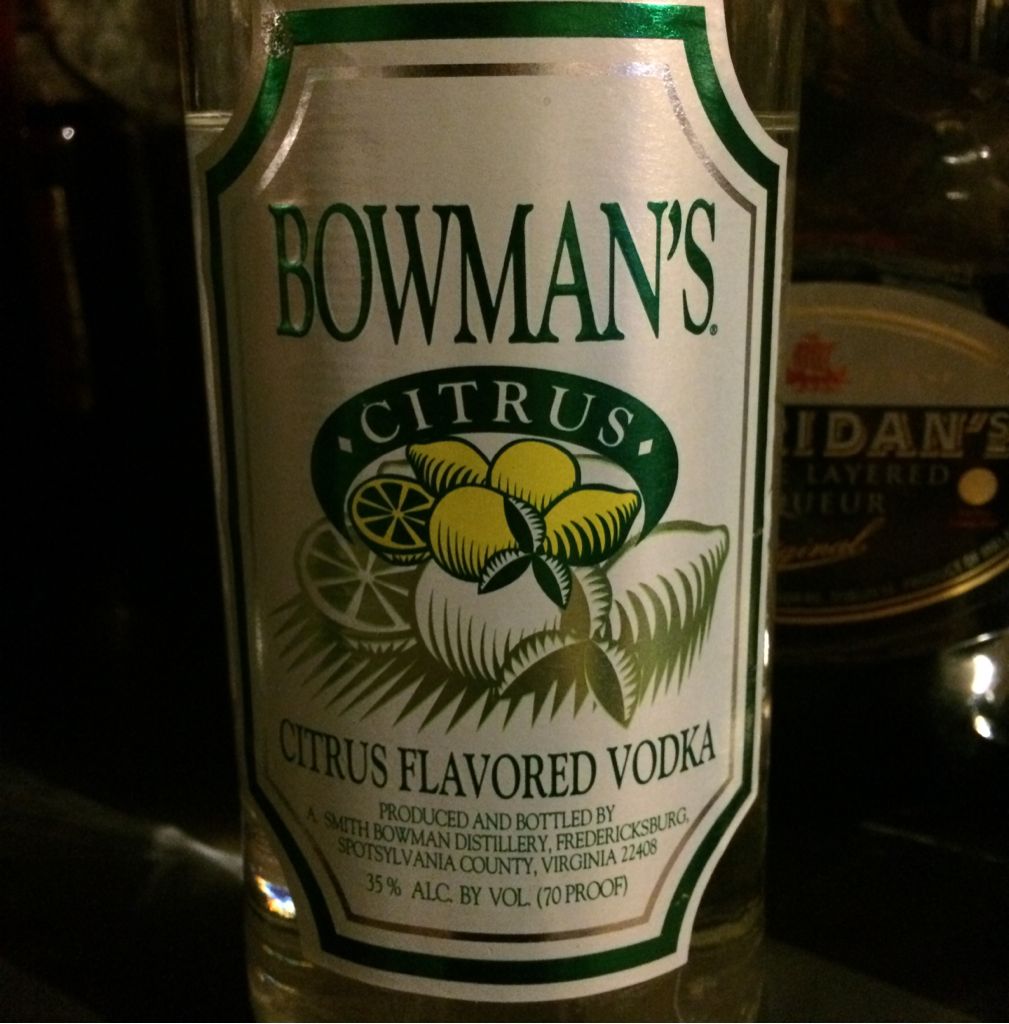 BOWMAN'S®
CITRUS
CITRUS FLAVORED VODKA
PRODUCED AND BOTTLED BY
A. SMITH BOWMAN DISTILLERY, FREDERICKSBURG,
SPOTSYLVANIA COUNTY, VIRGINIA 22408
35% ALC. BY VOL. (70 PROOF)
RIDAN'S
LAYERED
QUEUR